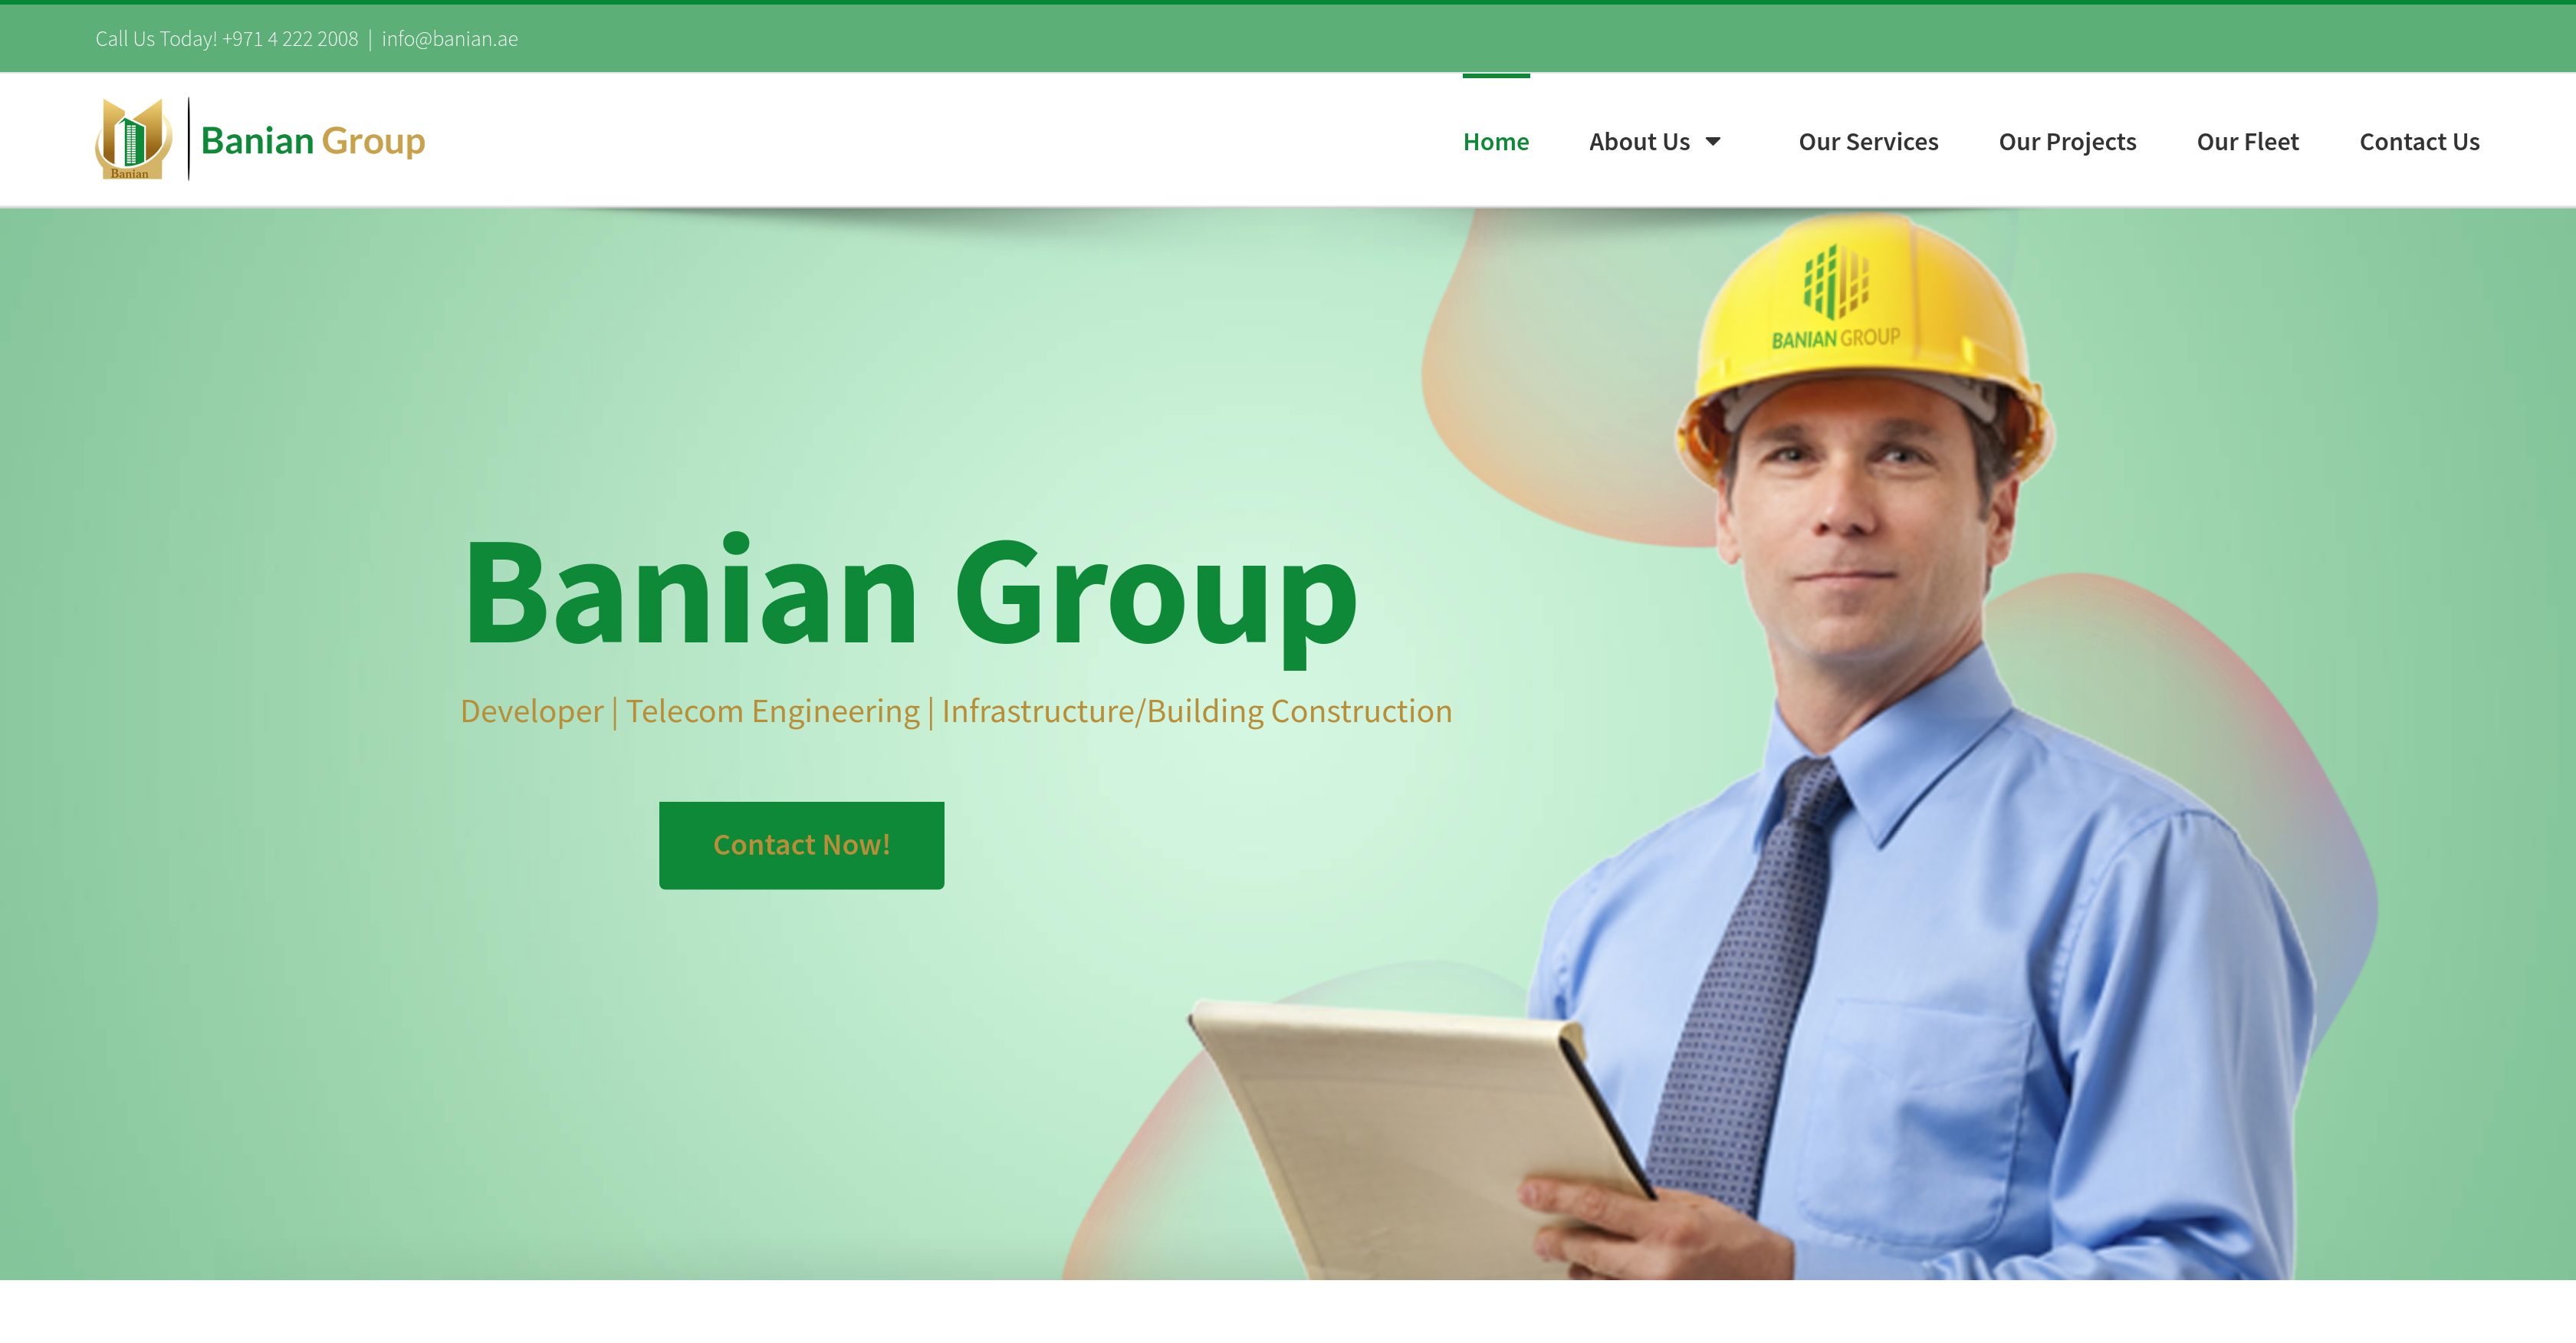 Call Us Today! +971 4 222 2008 | info@banian.ae
Banian
Banian Group
Home About Us Our Services Our Projects Our Fleet Contact Us
BANIAN GROUP
Banian Group
Developer | Telecom Engineering | Infrastructure/Building Construction
Contact Now!